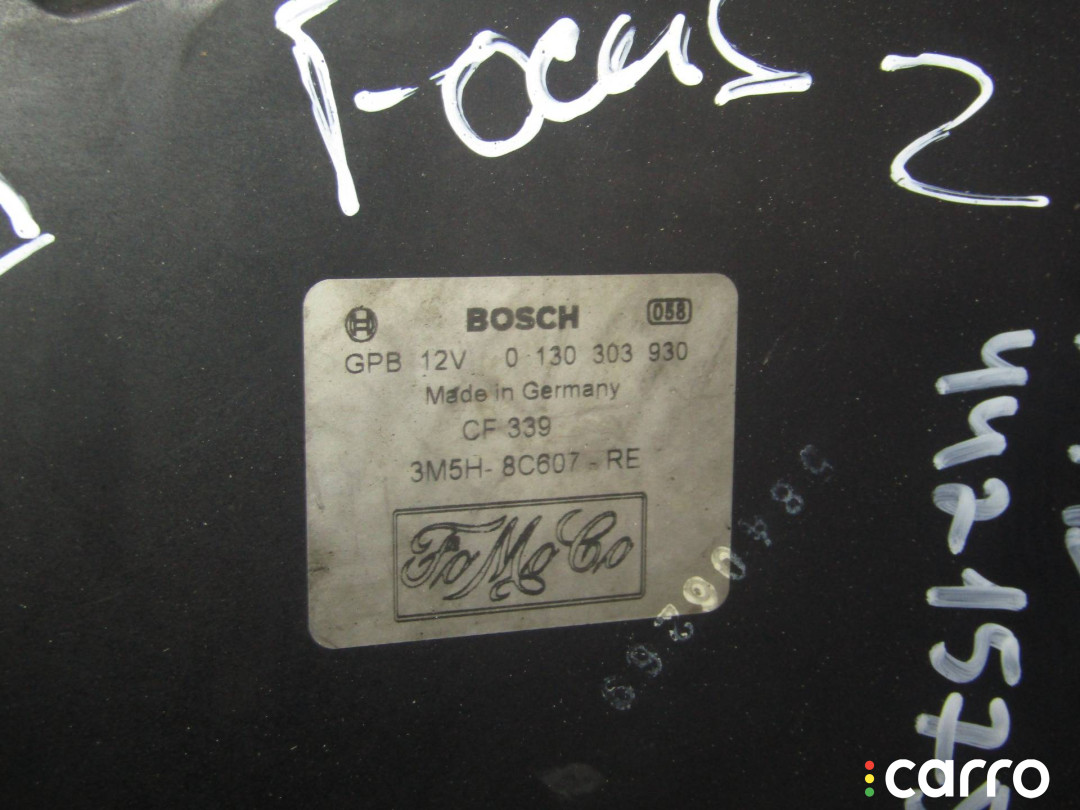 Focus 2
BOSCH 058
GPB 12V 0 130 303 930
Made in Germany
CF 339
3M5H- 8C607 - RE
FoMoCo
carro